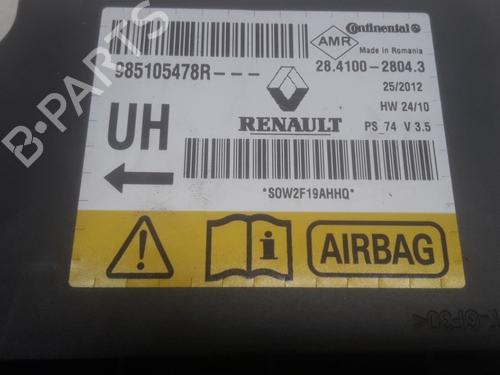 Continental
AMR
Made in Romania
985105478R---
28.4100-2804.3
25/2012
UH
HW 24/10
RENAULT
PS_74 V 3.5
*SOW2F19AHHQ*
i
AIRBAG
B-PARTS